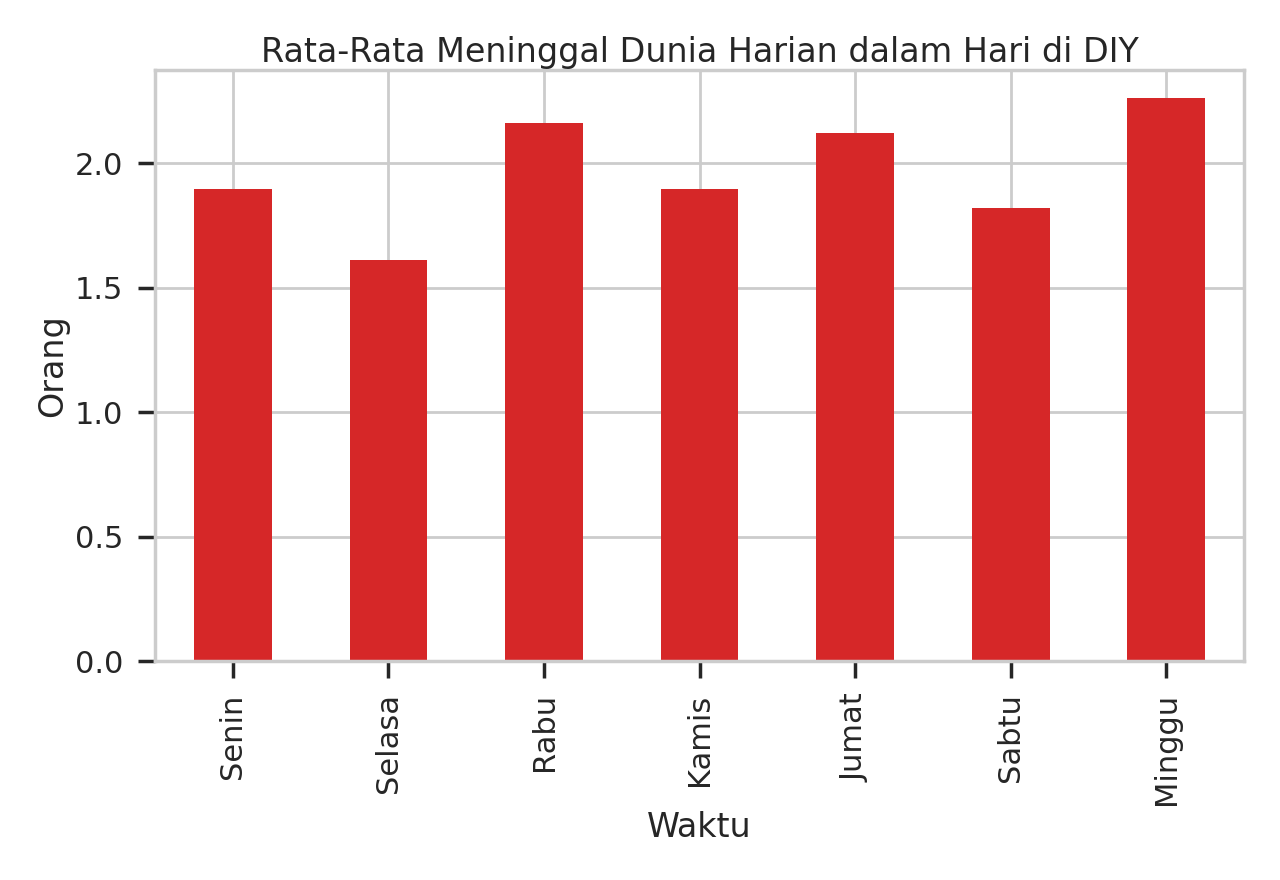 Rata-Rata Meninggal Dunia Harian dalam Hari di DIY
Orang
2.0
1.5
1.0
0.5
0.0
Senin
Selasa
Rabu
Kamis
Jumat
Sabtu
Minggu
Waktu